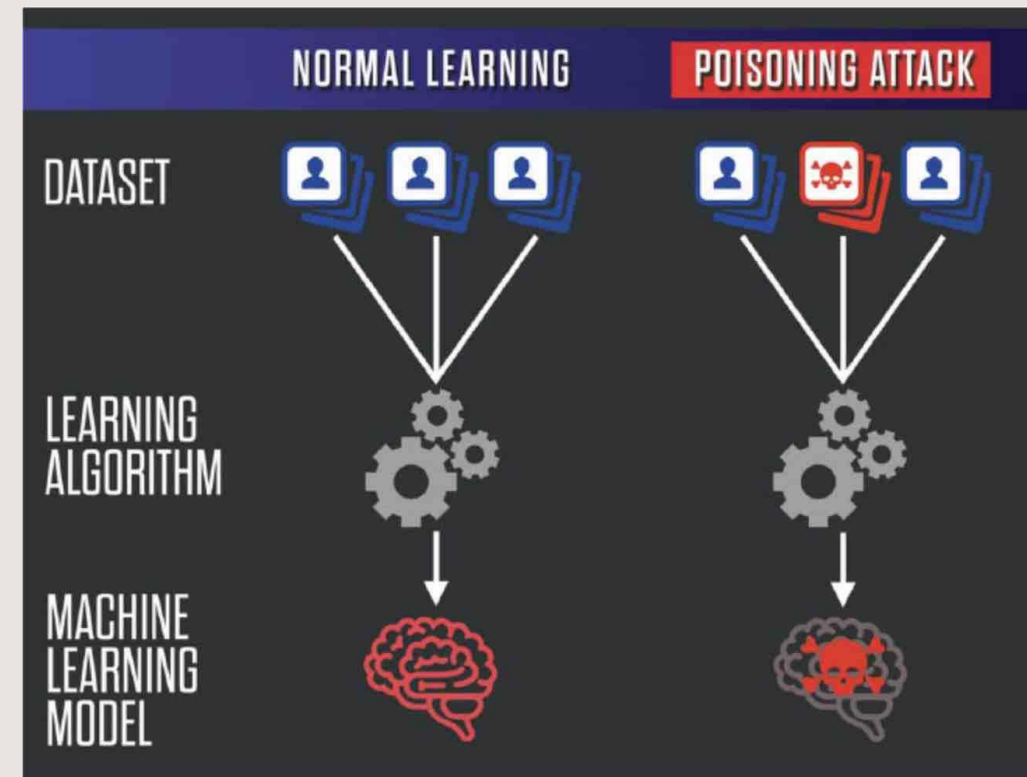 NORMAL LEARNING
POISONING ATTACK
DATASET
LEARNING
ALGORITHM
MACHINE
LEARNING
MODEL